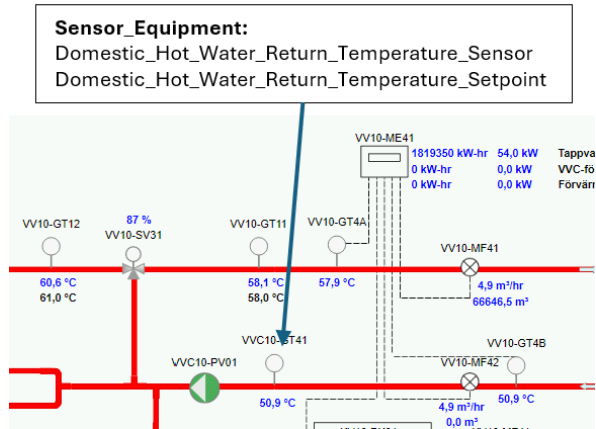 Sensor_Equipment:
Domestic_Hot_Water_Return_Temperature_Sensor
Domestic_Hot_Water_Return_Temperature_Setpoint
VV10-ME41
1819350 kW-hr 54,0 kW Tappva
0 kW-hr 0,0 kW VVC-fö
0 kW-hr 0,0 kW Förvärr
87 %
VV10-GT12 VV10-SV31 VV10-GT11 VV10-GT4A
VV10-MF41
60,6 °C 58,1 °C 57,9 °C 4,9 m³/hr
61,0 °C 58,0 °C 66646,5 m³
VVC10-GT41 VV10-GT4B
VVC10-PV01 VV10-MF42
50,9 °C 50,9 °C
4,9 m³/hr
0,0 m³